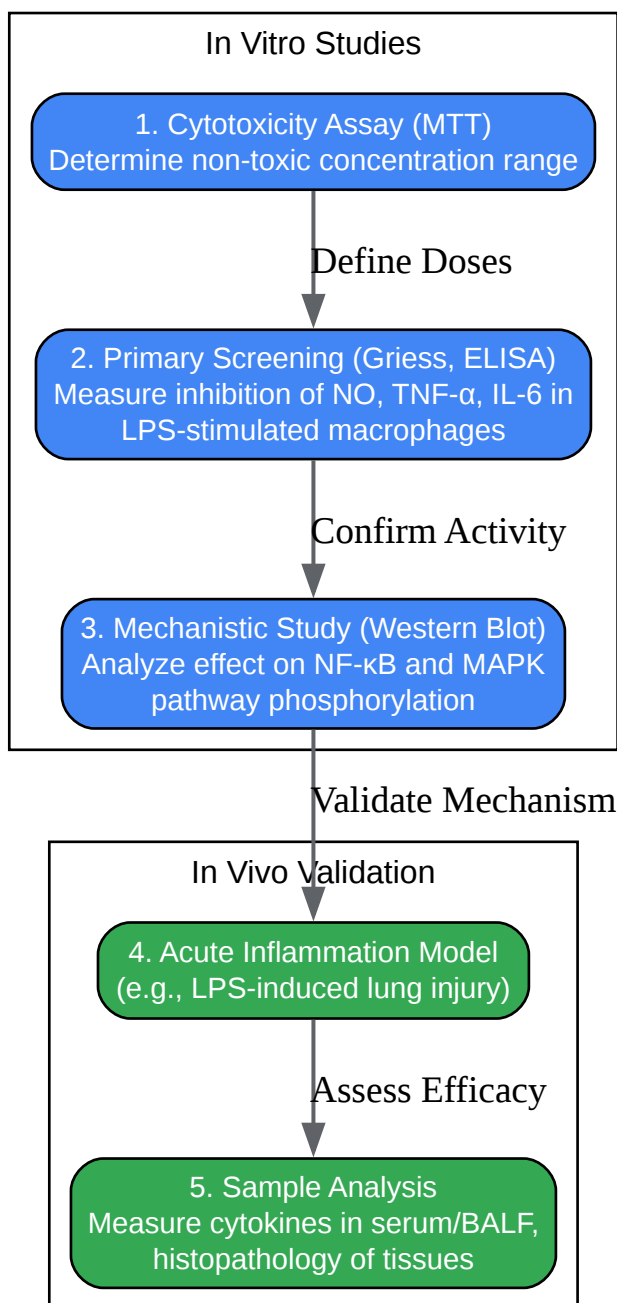 In Vitro Studies
1. Cytotoxicity Assay (MTT)
Determine non-toxic concentration range
Define Doses
2. Primary Screening (Griess, ELISA)
Measure inhibition of NO, TNF-α, IL-6 in
LPS-stimulated macrophages
Confirm Activity
3. Mechanistic Study (Western Blot)
Analyze effect on NF-κB and MAPK
pathway phosphorylation
Validate Mechanism
In Vivo Validation
4. Acute Inflammation Model
(e.g., LPS-induced lung injury)
Assess Efficacy
5. Sample Analysis
Measure cytokines in serum/BALF,
histopathology of tissues